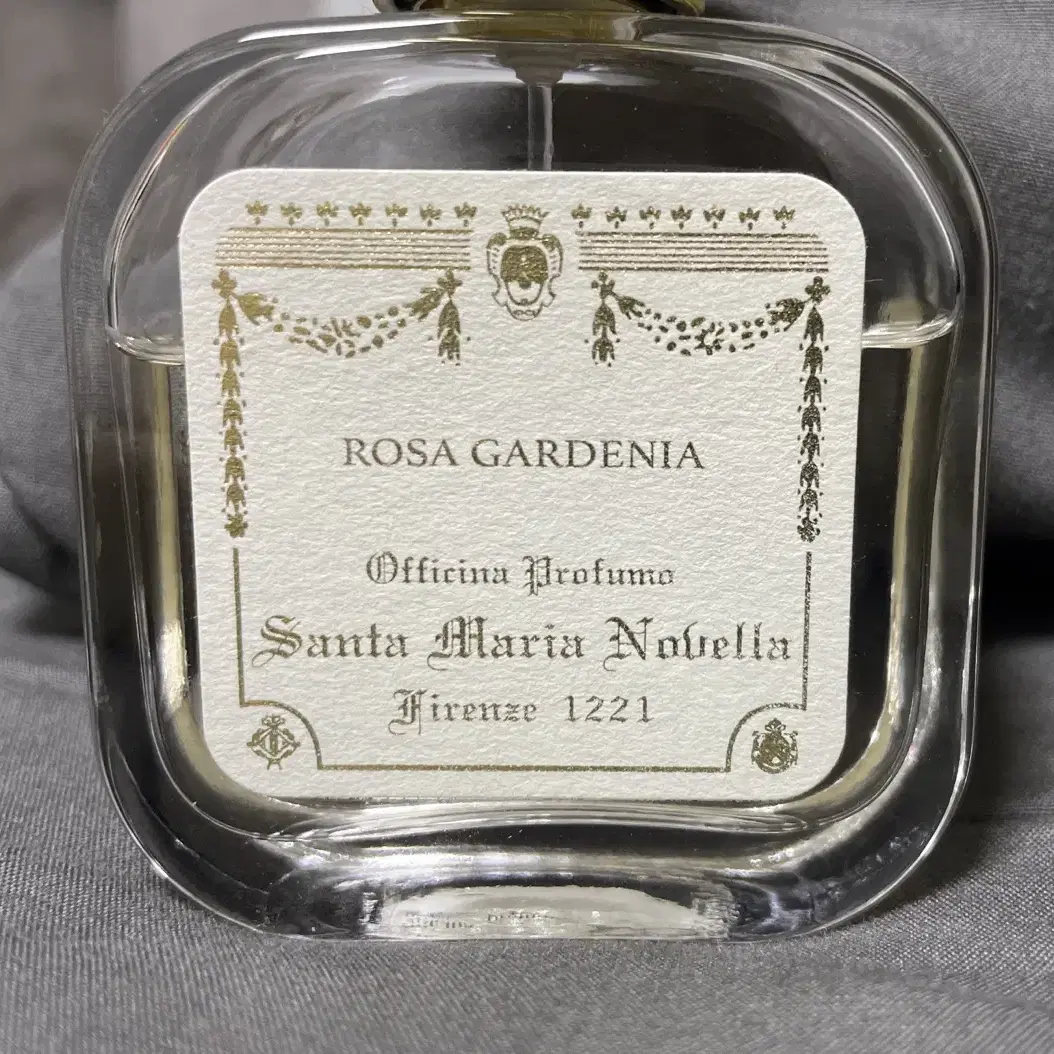 ROSA GARDENIA
Officina Profumo
Santa Maria Novella
Firenze 1221